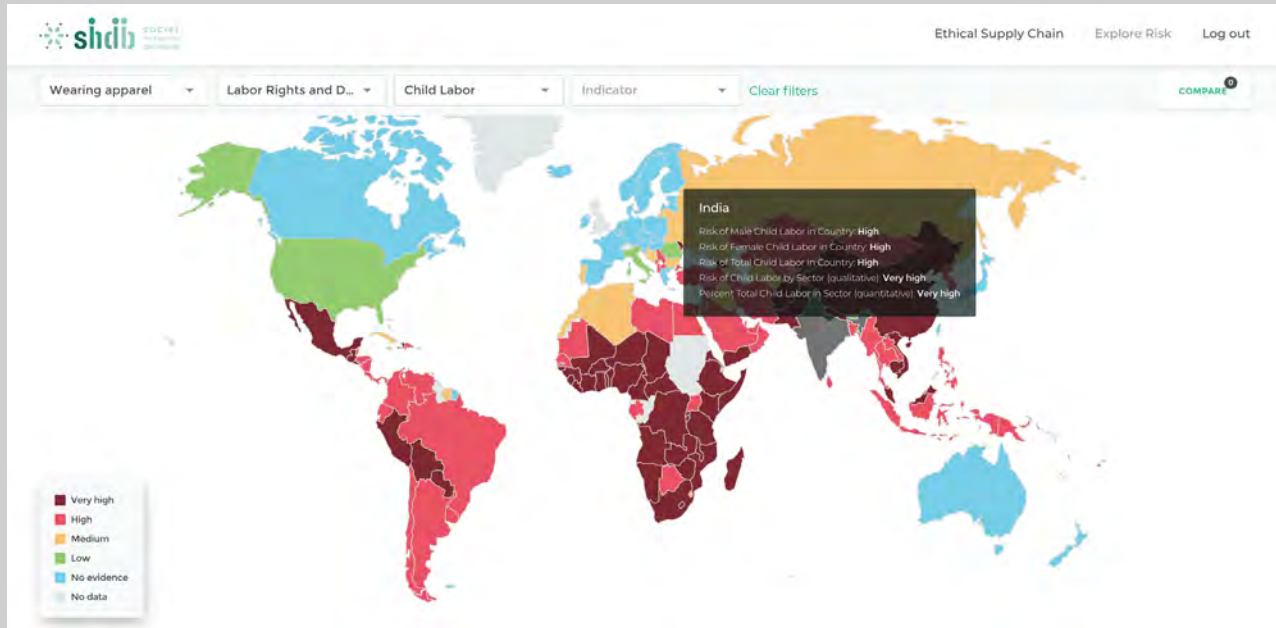 shdb SOCIAL
Ethical Supply Chain
Explore Risk
Log out
Wearing apparel
Labor Rights and D...
Child Labor
Indicator
Clear filters
COMPARE
0
India
Risk of Male Child Labor in Country: High
Risk of Female Child Labor in Country: High
Risk of Total Child Labor in Country: High
Risk of Child Labor by Sector (qualitative): Very high
Percent Total Child Labor in Sector (quantitative): Very high
Very high
High
Medium
Low
No evidence
No data